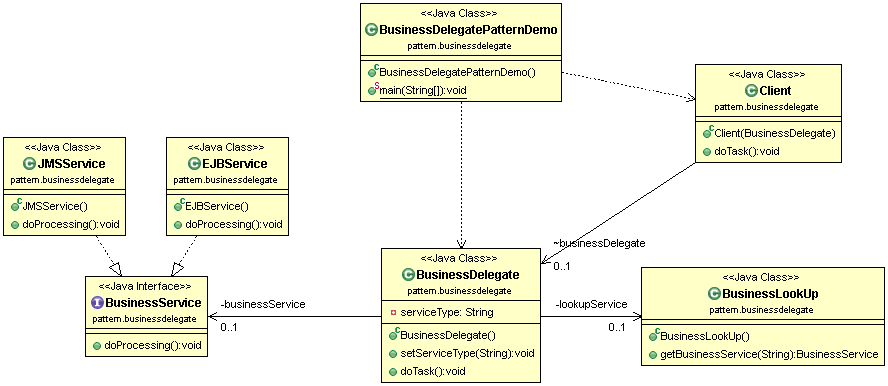 <<Java Class>>
C BusinessDelegatePatternDemo
pattern.businessdelegate
C BusinessDelegatePatternDemo()
S main(String[]):void
<<Java Class>>
C Client
pattern.businessdelegate
C Client(BusinessDelegate)
doTask():void
<<Java Class>>
C JMSService
pattern.businessdelegate
C JMSService()
doProcessing():void
<<Java Class>>
C EJBService
pattern.businessdelegate
C EJBService()
doProcessing():void
~businessDelegate
0..1
<<Java Interface>>
I BusinessService
pattern.businessdelegate
doProcessing():void
-businessService
0..1
<<Java Class>>
C BusinessDelegate
pattern.businessdelegate
serviceType: String
C BusinessDelegate()
setServiceType(String):void
doTask():void
-lookupService
0..1
<<Java Class>>
C BusinessLookUp
pattern.businessdelegate
C BusinessLookUp()
getBusinessService(String):BusinessService